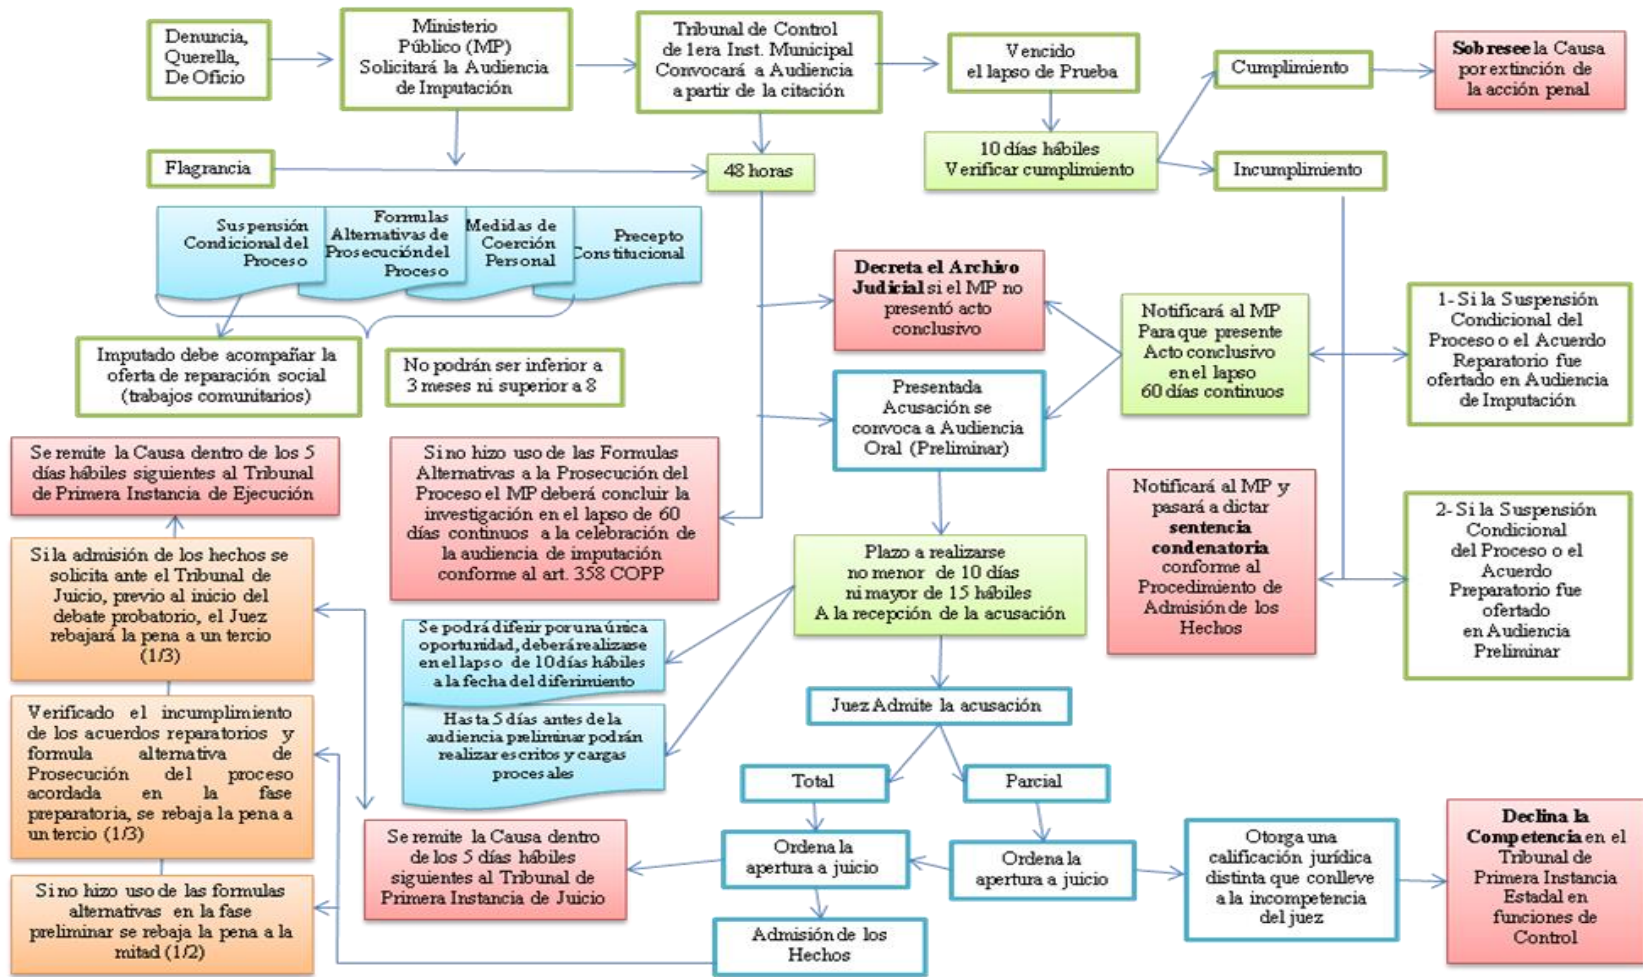 Denuncia,
Querella,
De Oficio
Ministerio
Público (MP)
Solicitará la Audiencia
de Imputación
Tribunal de Control
de 1era Inst. Municipal
Convocará a Audiencia
a partir de la citación
Vencido
el lapso de Prueba
Cumplimiento
Sobresee la Causa
por extinción de
la acción penal
Flagrancia
48 horas
10 días hábiles
Verificar cumplimiento
Incumplimiento
Suspensión
Condicional del
Proceso
Formulas
Alternativas de
Prosecución del
Proceso
Medidas de
Coerción
Personal
Precepto
Constitucional
Imputado debe acompañar la
oferta de reparación social
(trabajos comunitarios)
No podrán ser inferior a
3 meses ni superior a 8
Decreta el Archivo
Judicial si el MP no
presentó acto
conclusivo
Notificará al MP
Para que presente
Acto conclusivo
en el lapso
60 días continuos
1- Si la Suspensión
Condicional del
Proceso o el Acuerdo
Reparatorio fue
ofertado en Audiencia
de Imputación
Presentada
Acusación se
convoca a Audiencia
Oral (Preliminar)
Se remite la Causa dentro de los 5
días hábiles siguientes al Tribunal
de Primera Instancia de Ejecución
Si no hizo uso de las Formulas
Alternativas a la Prosecución del
Proceso el MP deberá concluir la
investigación en el lapso de 60
días continuos a la celebración de
la audiencia de imputación
conforme al art. 358 COPP
Notificará al MP y
pasará a dictar
sentencia
condenatoria
conforme al
Procedimiento de
Admisión de los
Hechos
2- Si la Suspensión
Condicional
del Proceso o el
Acuerdo
Preparatorio fue
ofertado
en Audiencia
Preliminar
Si la admisión de los hechos se
solicita ante el Tribunal de
Juicio, previo al inicio del
debate probatorio, el Juez
rebajará la pena a un tercio
(1/3)
Plazo a realizarse
no menor de 10 días
ni mayor de 15 hábiles
A la recepción de la acusación
Se podrá diferir por una única
oportunidad, deberá realizarse
en el lapso de 10 días hábiles
a la fecha del diferimiento
Hasta 5 días antes de la
audiencia preliminar podrán
realizar escritos y cargas
procesales
Juez Admite la acusación
Verificado el incumplimiento
de los acuerdos reparatorios y
formula alternativa de
Prosecución del proceso
acordada en la fase
preparatoria, se rebaja la pena a
un tercio (1/3)
Total
Parcial
Se remite la Causa dentro
de los 5 días hábiles
siguientes al Tribunal de
Primera Instancia de Juicio
Ordena la
apertura a juicio
Ordena la
apertura a juicio
Otorga una
calificación jurídica
distinta que conlleve
a la incompetencia
del juez
Declina la
Competencia en el
Tribunal de
Primera Instancia
Estadal en
funciones de
Control
Si no hizo uso de las formulas
alternativas en la fase
preliminar se rebaja la pena a la
mitad (1/2)
Admisión de los
Hechos